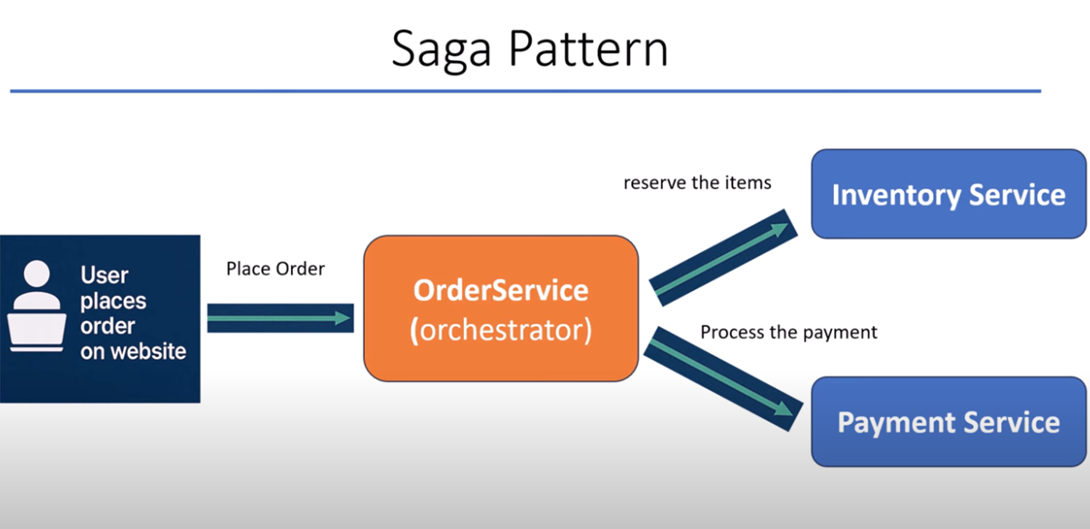 Saga Pattern
reserve the items
Inventory Service
User
places
order
on website
Place Order
OrderService
(orchestrator)
Process the payment
Payment Service